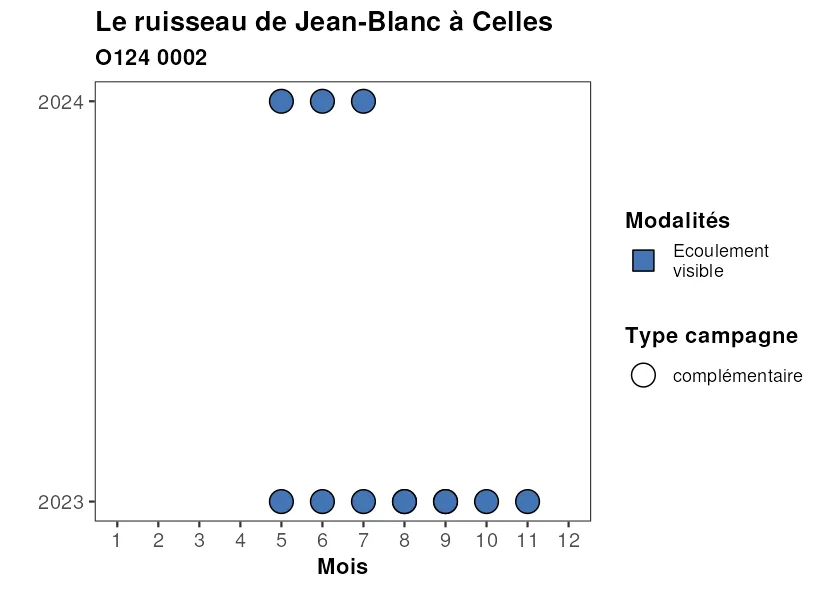 Le ruisseau de Jean-Blanc à Celles
O124 0002
2024
2023
1 2 3 4 5 6 7 8 9 10 11 12
Mois
Modalités
Ecoulement
visible
Type campagne
complémentaire